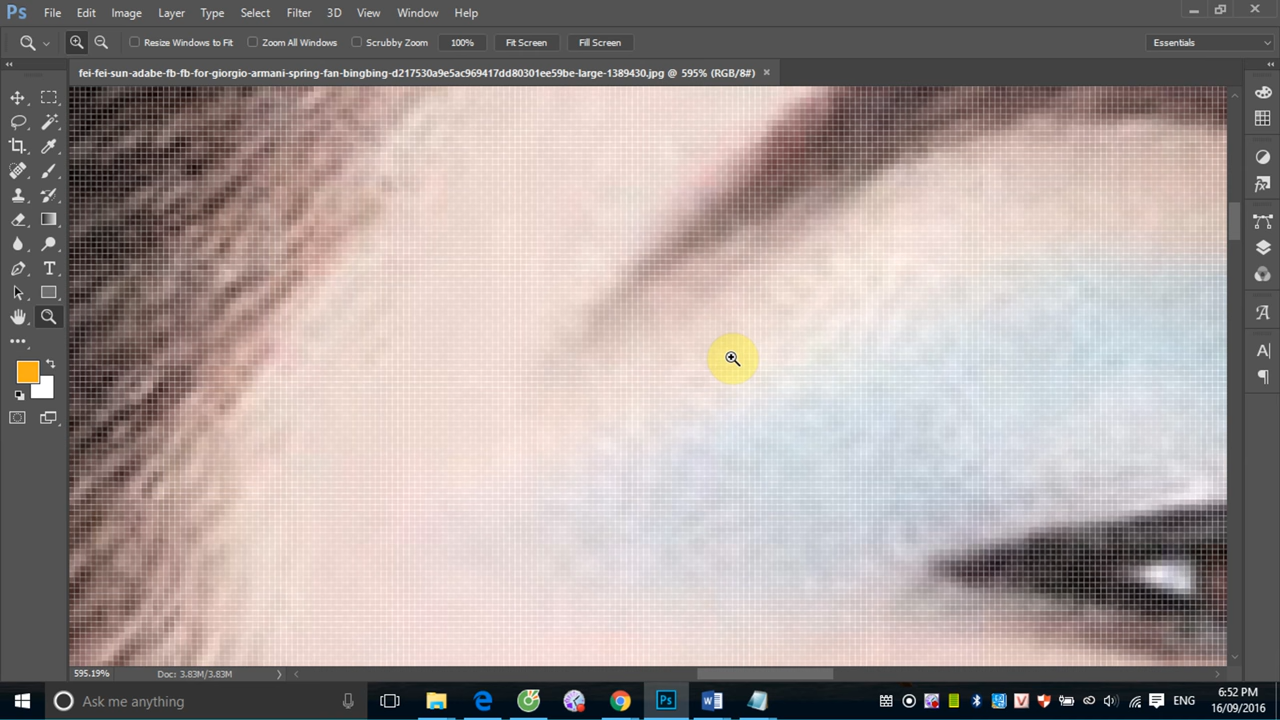 Ps File Edit Image Layer Type Select Filter 3D View Window Help
Resize Windows to Fit Zoom All Windows Scrubby Zoom 100% Fit Screen Fill Screen Essentials
fei-fei-sun-adabe-fb-fb-for-giorgio-armani-spring-fan-bingbing-d217530a9e5ac969417dd80301ee59be-large-1389430.jpg @ 595% (RGB/8#) ×
595.19% Doc: 3.83M/3.83M
Ask me anything
ENG
6:52 PM
16/09/2016